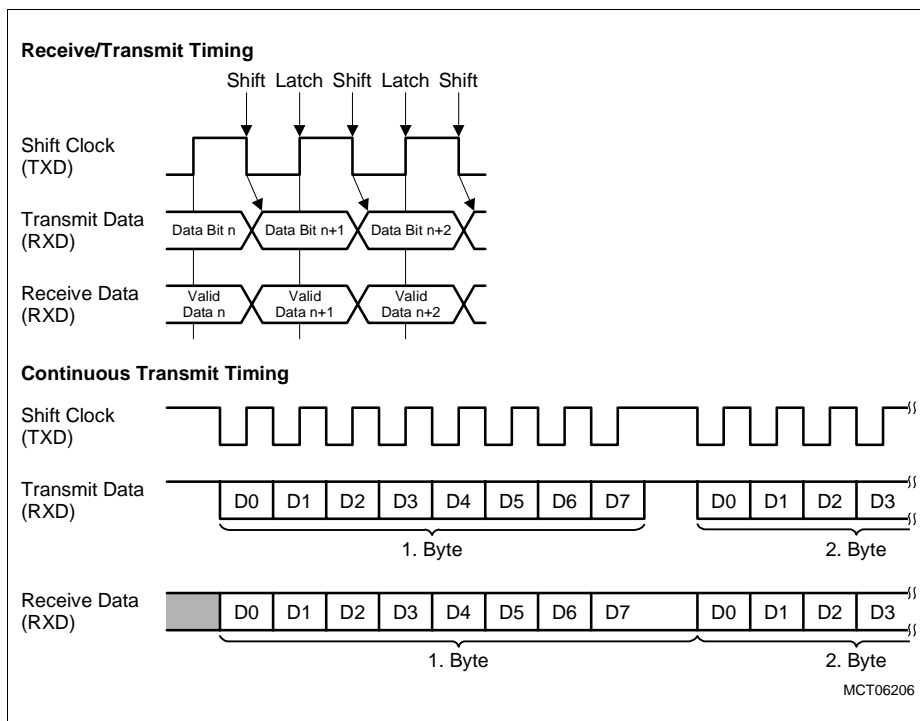 Receive/Transmit Timing
Shift Latch Shift Latch Shift
Shift Clock
(TXD)
Transmit Data
(RXD)
Data Bit n Data Bit n+1 Data Bit n+2
Receive Data
(RXD)
Valid
Data n
Valid
Data n+1
Valid
Data n+2
Continuous Transmit Timing
Shift Clock
(TXD)
Transmit Data
(RXD)
D0 D1 D2 D3 D4 D5 D6 D7 D0 D1 D2 D3
1. Byte 2. Byte
Receive Data
(RXD)
D0 D1 D2 D3 D4 D5 D6 D7 D0 D1 D2 D3
1. Byte 2. Byte
MCT06206